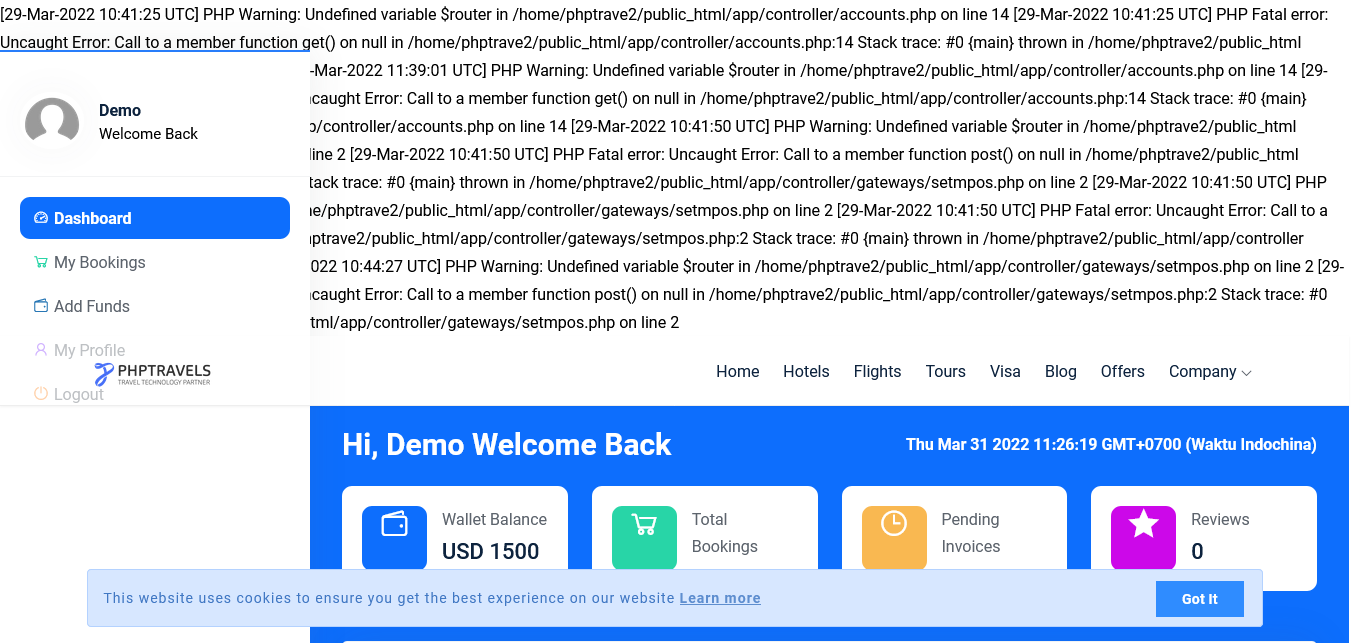 [29-Mar-2022 10:41:25 UTC] PHP Warning: Undefined variable $router in /home/phptrave2/public_html/app/controller/accounts.php on line 14 [29-Mar-2022 10:41:25 UTC] PHP Fatal error:
Uncaught Error: Call to a member function get() on null in /home/phptrave2/public_html/app/controller/accounts.php:14 Stack trace: #0 {main} thrown in /home/phptrave2/public_html
-Mar-2022 11:39:01 UTC] PHP Warning: Undefined variable $router in /home/phptrave2/public_html/app/controller/accounts.php on line 14 [29-
caught Error: Call to a member function get() on null in /home/phptrave2/public_html/app/controller/accounts.php:14 Stack trace: #0 {main}
/controller/accounts.php on line 14 [29-Mar-2022 10:41:50 UTC] PHP Warning: Undefined variable $router in /home/phptrave2/public_html
line 2 [29-Mar-2022 10:41:50 UTC] PHP Fatal error: Uncaught Error: Call to a member function post() on null in /home/phptrave2/public_html
tack trace: #0 {main} thrown in /home/phptrave2/public_html/app/controller/gateways/setmpos.php on line 2 [29-Mar-2022 10:41:50 UTC] PHP
e/phptrave2/public_html/app/controller/gateways/setmpos.php on line 2 [29-Mar-2022 10:41:50 UTC] PHP Fatal error: Uncaught Error: Call to a
ptrave2/public_html/app/controller/gateways/setmpos.php:2 Stack trace: #0 {main} thrown in /home/phptrave2/public_html/app/controller
022 10:44:27 UTC] PHP Warning: Undefined variable $router in /home/phptrave2/public_html/app/controller/gateways/setmpos.php on line 2 [29-
caught Error: Call to a member function post() on null in /home/phptrave2/public_html/app/controller/gateways/setmpos.php:2 Stack trace: #0
tml/app/controller/gateways/setmpos.php on line 2
Demo
Welcome Back
Dashboard
My Bookings
Add Funds
My Profile
Logout
PHPTRAVELS
TRAVEL TECHNOLOGY PARTNER
Home Hotels Flights Tours Visa Blog Offers Company
Hi, Demo Welcome Back
Thu Mar 31 2022 11:26:19 GMT+0700 (Waktu Indochina)
Wallet Balance
USD 1500
Total
Bookings
Pending
Invoices
Reviews
0
This website uses cookies to ensure you get the best experience on our website Learn more
Got It